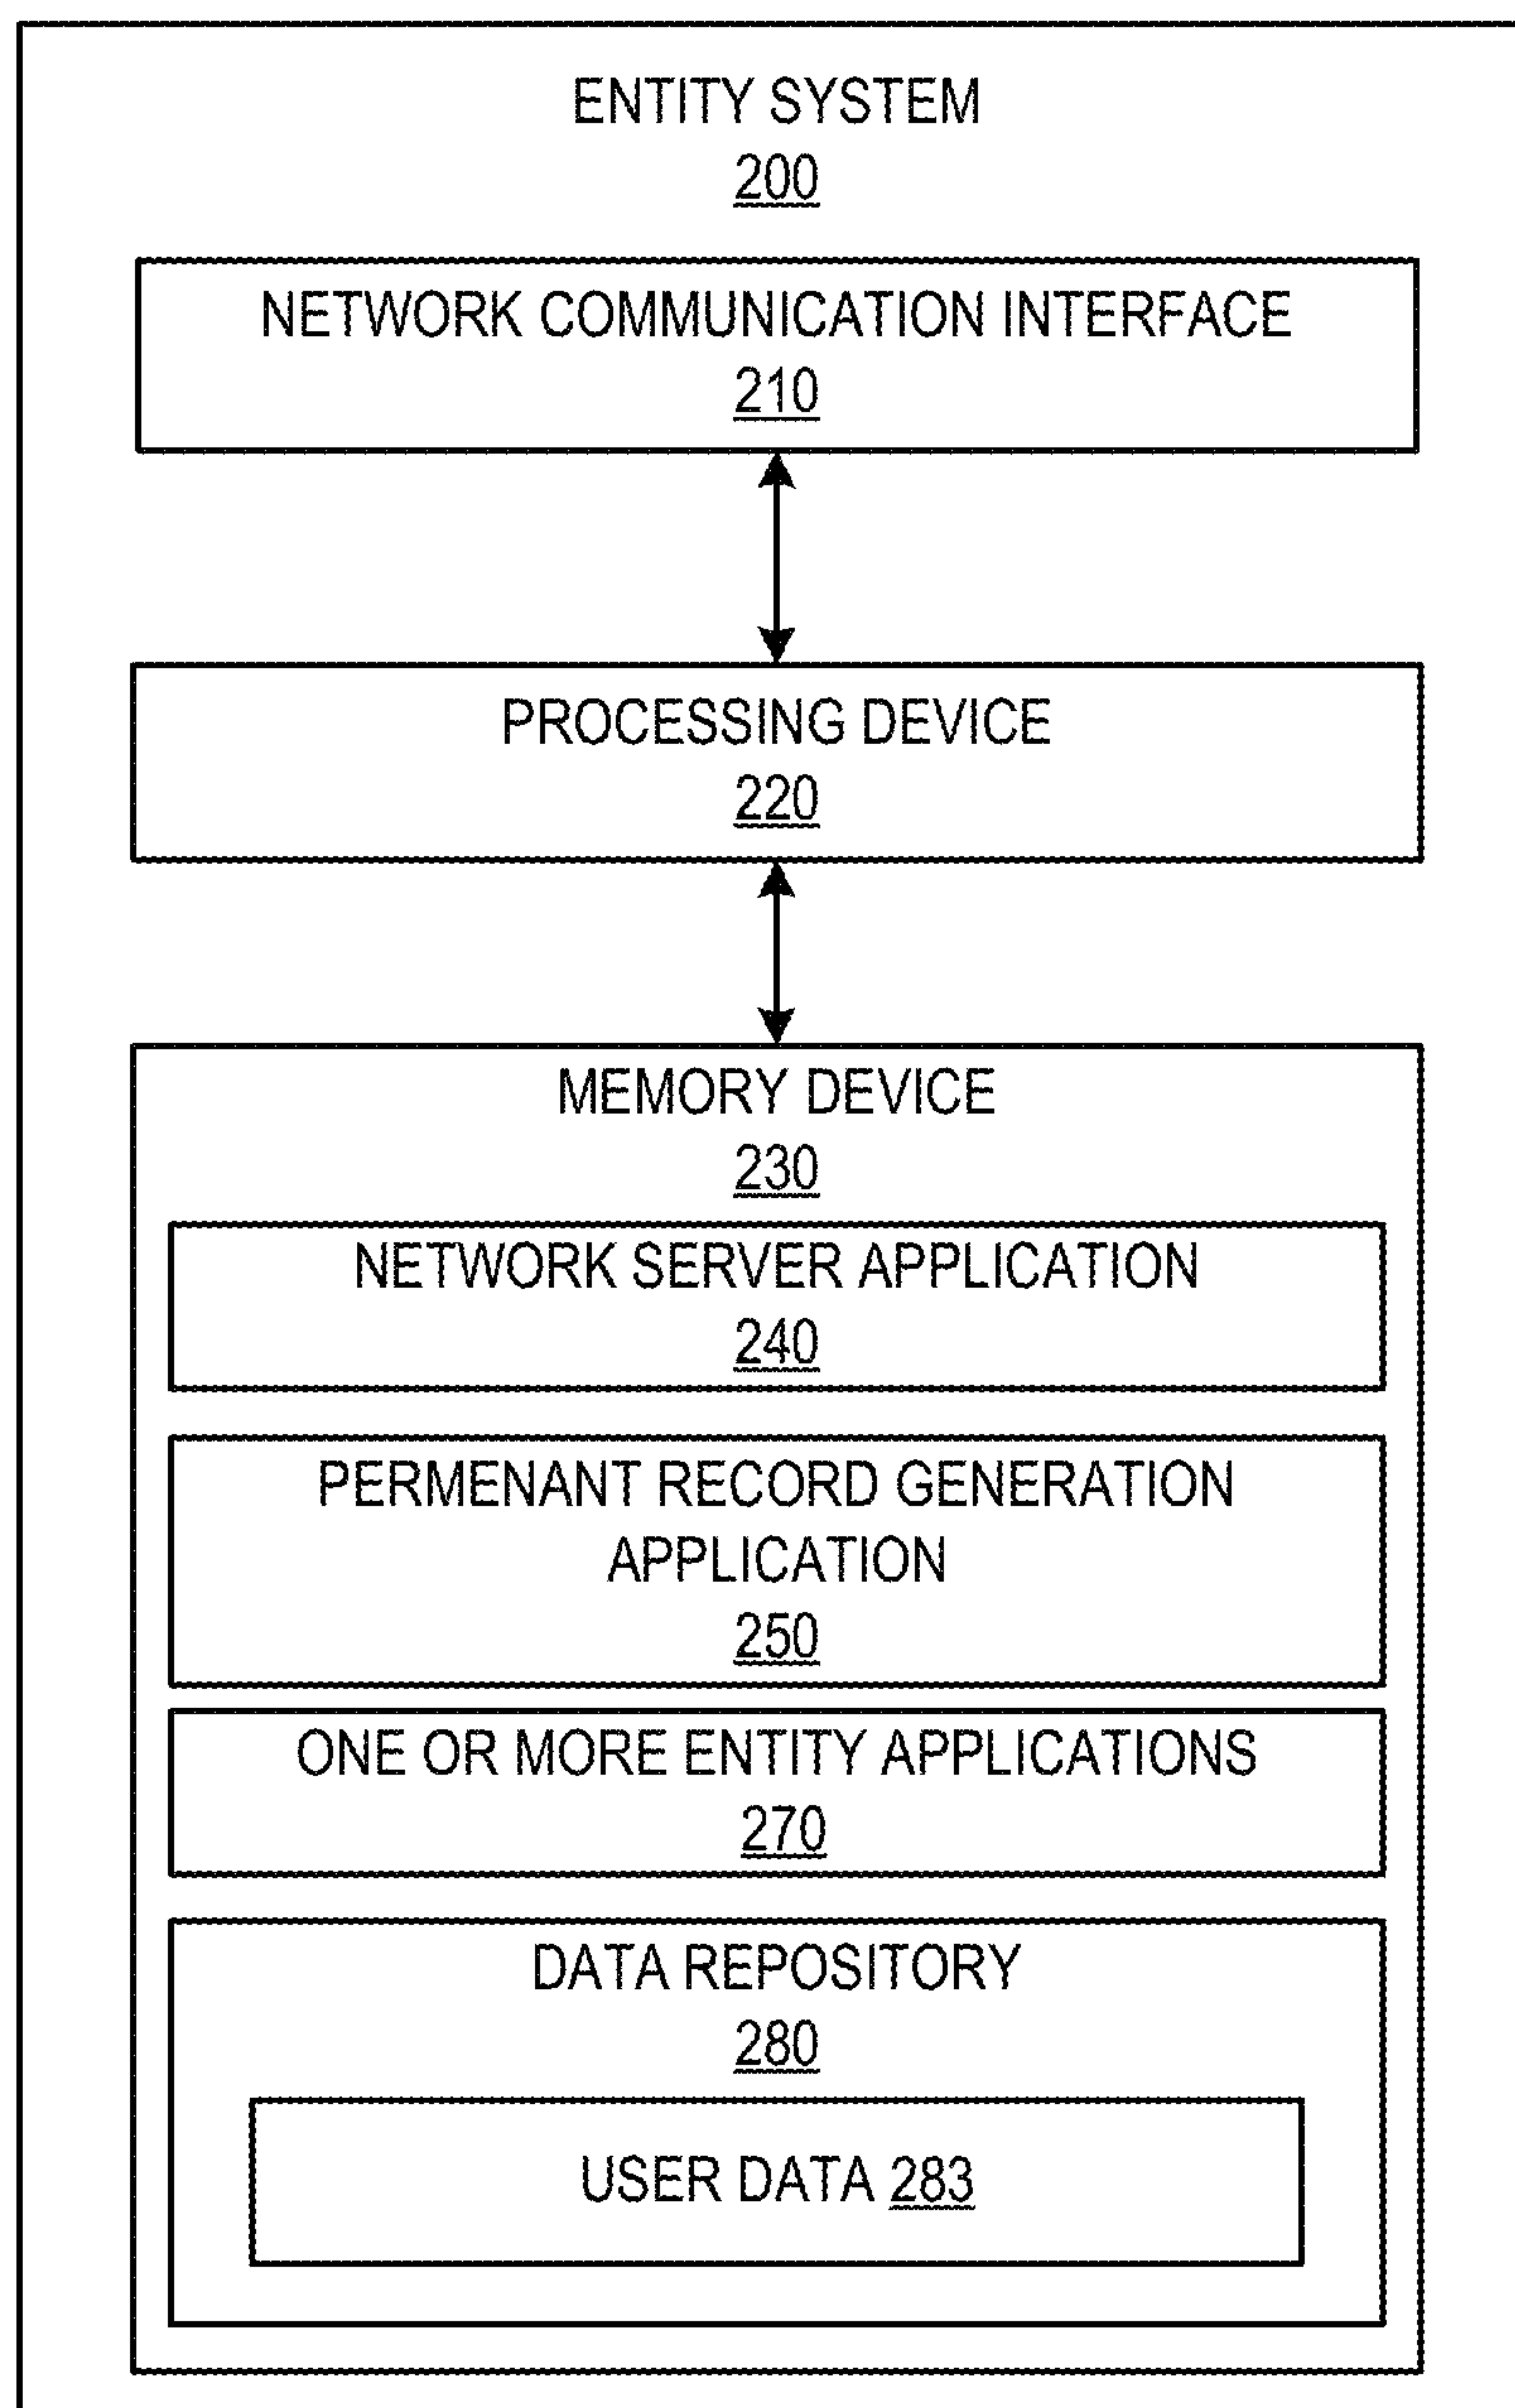 ENTITY SYSTEM
200
NETWORK COMMUNICATION INTERFACE
210
PROCESSING DEVICE
220
MEMORY DEVICE
230
NETWORK SERVER APPLICATION
240
PERMENANT RECORD GENERATION
APPLICATION
250
ONE OR MORE ENTITY APPLICATIONS
270
DATA REPOSITORY
280
USER DATA 283